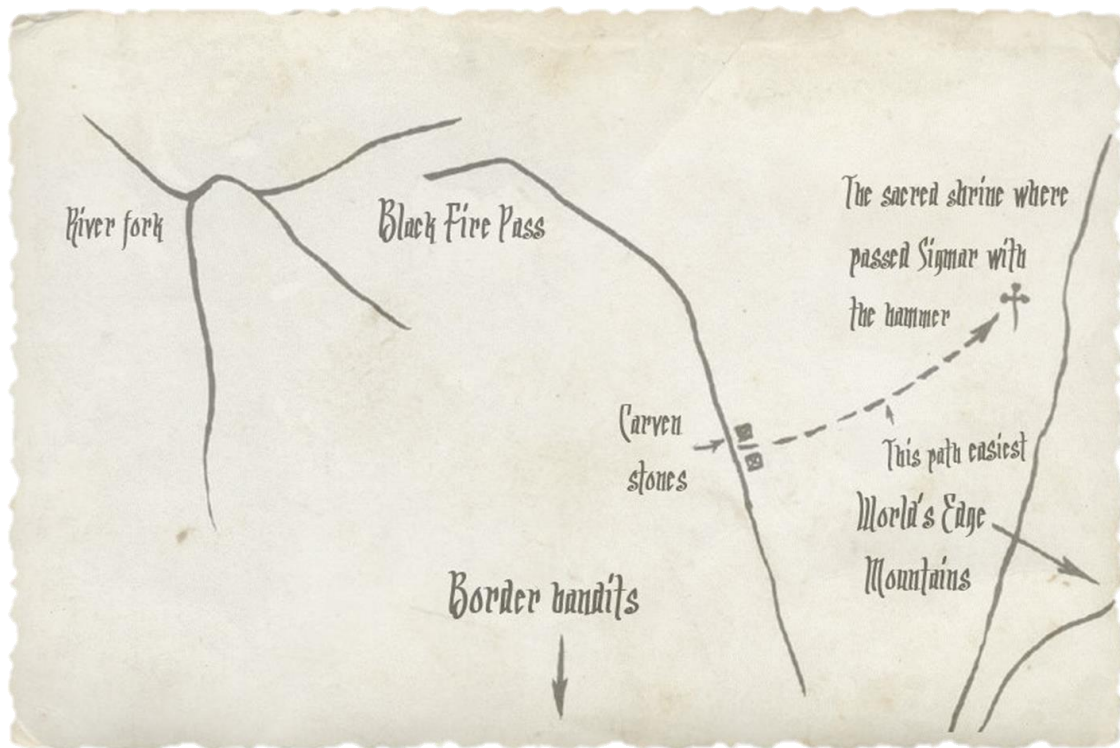 River fork
Black Fire Pass
The sacred shrine where
passed Sigmar with
the hammer
Carven
stones
This path easiest
World's Edge
Mountains
Border bandits